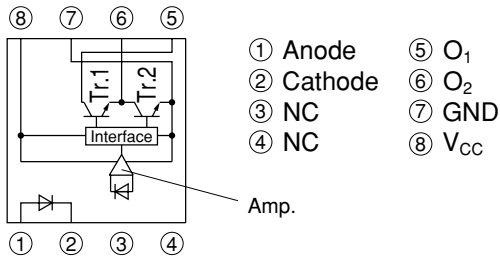 ⑧ ⑦ ⑥ ⑤
Tr.1
Tr.2
Interface
Amp.
① ② ③ ④
① Anode
② Cathode
③ NC
④ NC
⑤ O₁
⑥ O₂
⑦ GND
⑧ V_CC